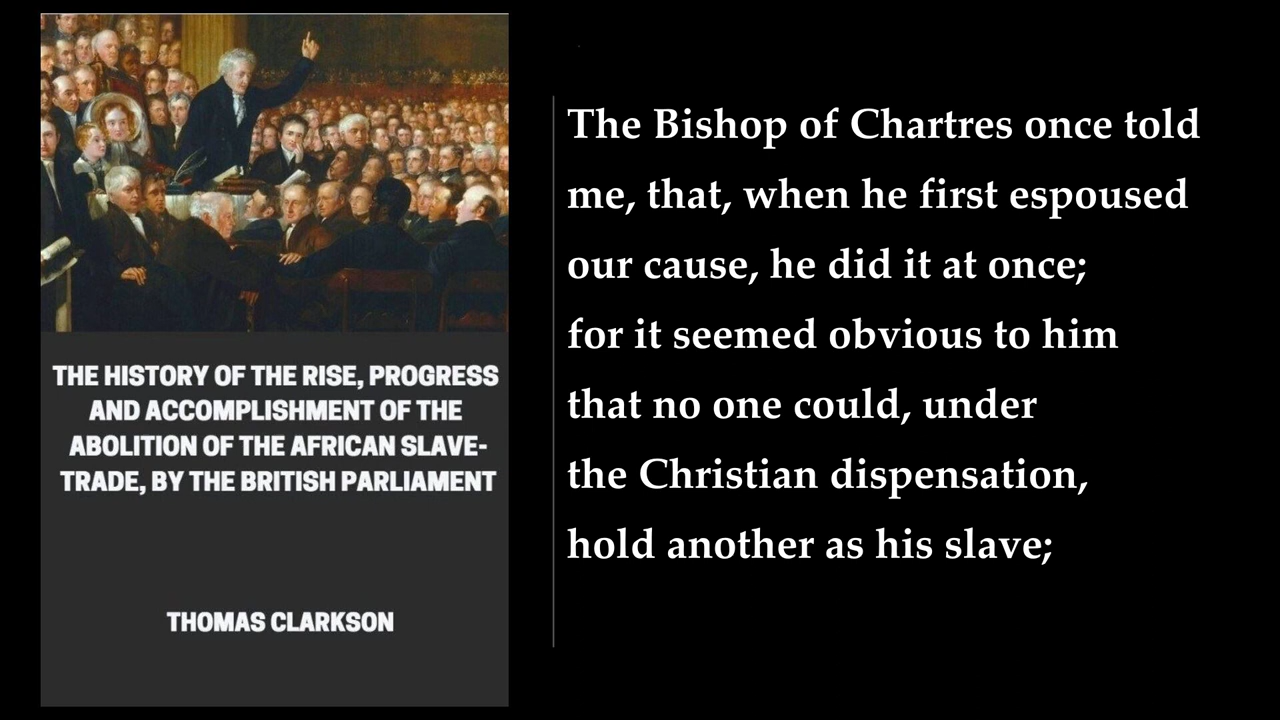 THE HISTORY OF THE RISE, PROGRESS
AND ACCOMPLISHMENT OF THE
ABOLITION OF THE AFRICAN SLAVE-
TRADE, BY THE BRITISH PARLIAMENT
THOMAS CLARKSON
The Bishop of Chartres once told
me, that, when he first espoused
our cause, he did it at once;
for it seemed obvious to him
that no one could, under
the Christian dispensation,
hold another as his slave;